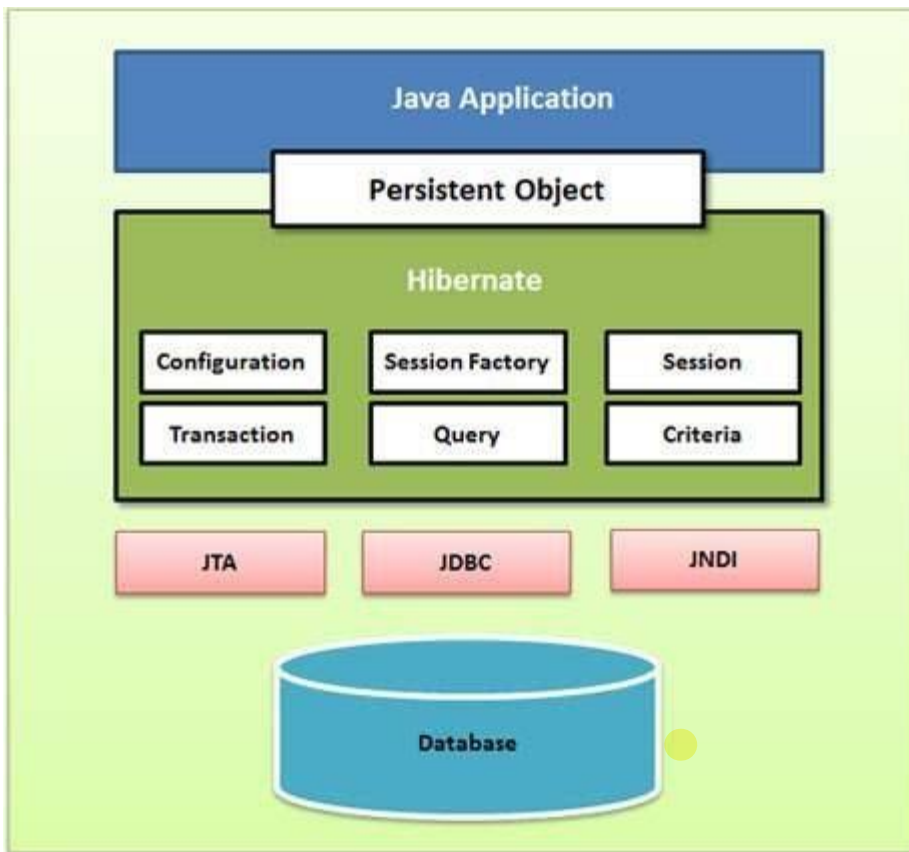 Java Application
Persistent Object
Hibernate
Configuration
Session Factory
Session
Transaction
Query
Criteria
JTA
JDBC
JNDI
Database